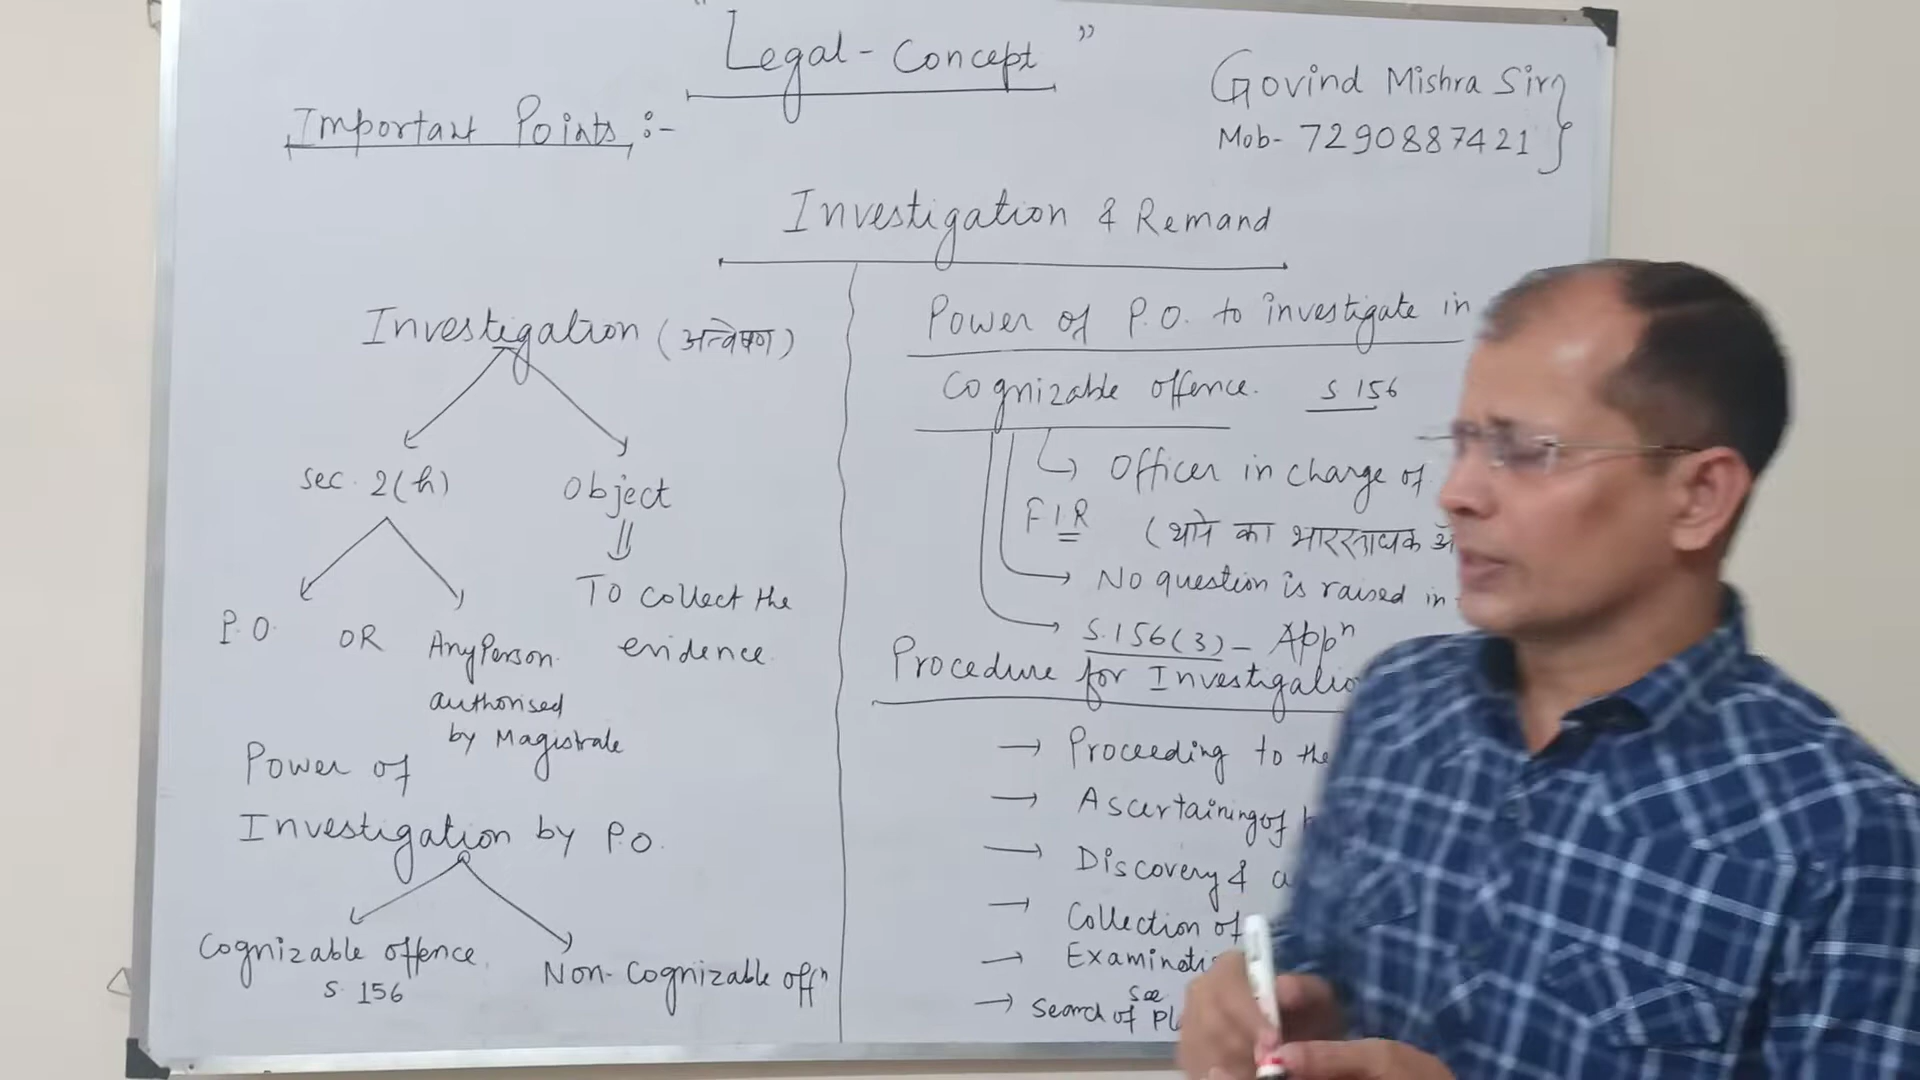 "Legal - Concept"
Govind Mishra Sir
Mob- 7290887421
Important Points :-
Investigation & Remand
Investigation (अन्वेषण)
sec. 2(h)
Object
To collect the
evidence
P.O. OR Any Person
authorised
by Magistrate
Power of
Investigation by P.O.
Cognizable offence
S. 156
Non-Cognizable offn
Power of P.O. to investigate in
Cognizable offence. S. 156
Officer in charge of
FIR
(थाने का भारसाधक
No question is raised in
S.156(3) - Appn
Procedure for Investigatio
→ Proceeding to the
→ Ascertaining of
→ Discovery &
→ Collection of
→ Examinati
→ Search of Pl